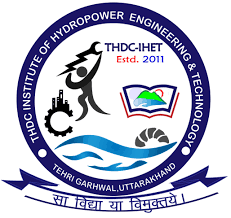 THDC INSTITUTE OF HYDROPOWER ENGINEERING & TECHNOLOGY
THDC-IHET
Estd. 2011
TEHRI GARHWAL,UTTARAKHAND
सा विद्या या विमुक्तये।